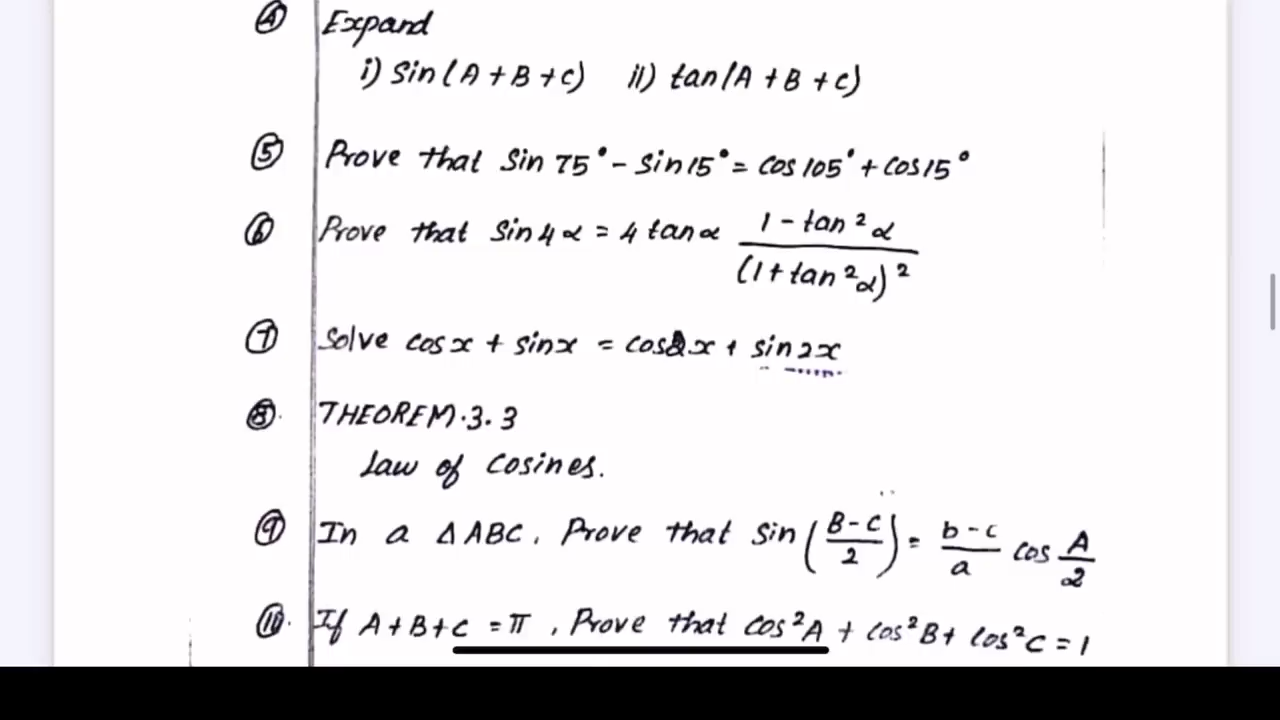 ④ Expand
i) Sin(A+B+C) ii) tan(A+B+C)
⑤ Prove that Sin 75° - Sin 15° = Cos 105° + Cos 15°
⑥ Prove that Sin 4α = 4 tan α (1 - tan²α)/(1 + tan²α)²
⑦ Solve cos x + sin x = cos 2x + sin 2x
⑧ THEOREM.3.3
Law of Cosines.
⑨ In a ΔABC, Prove that Sin((B-C)/2) = (b-c)/a cos A/2
⑩ If A+B+C = π, Prove that Cos²A + Cos²B + Cos²C = 1